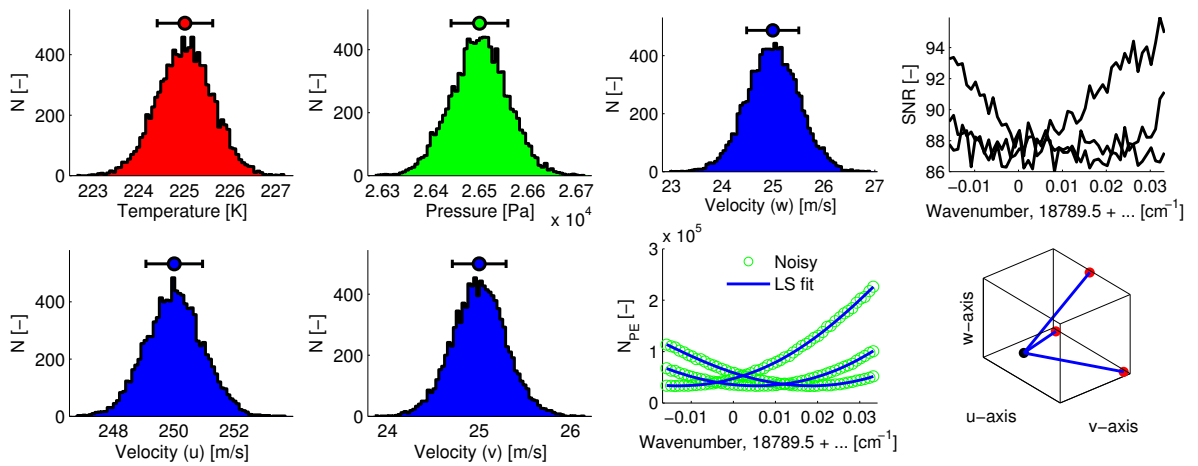 N [−]
400
200
0
223 224 225 226 227
Temperature [K]
N [−]
400
200
0
2.63 2.64 2.65 2.66 2.67
Pressure [Pa]
x 10⁴
N [−]
400
200
0
23 24 25 26 27
Velocity (w) [m/s]
SNR [−]
94
92
90
88
86
−0.01 0 0.01 0.02 0.03
Wavenumber, 18789.5 + ... [cm⁻¹]
N [−]
400
200
0
248 250 252
Velocity (u) [m/s]
N [−]
400
200
0
24 25 26
Velocity (v) [m/s]
x 10⁵
N_PE [−]
3
2
1
0
Noisy
LS fit
−0.01 0 0.01 0.02 0.03
Wavenumber, 18789.5 + ... [cm⁻¹]
w−axis
u−axis
v−axis